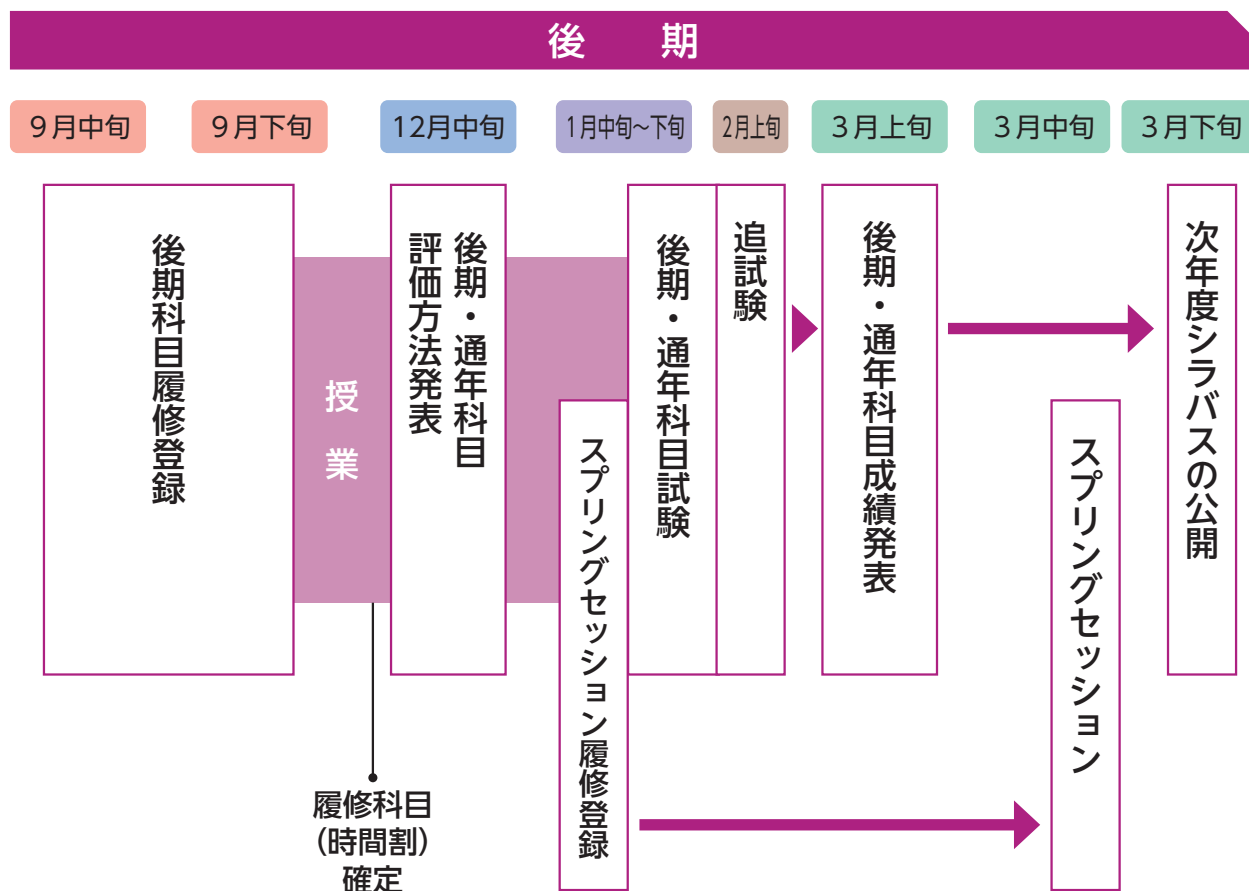 後　期
9月中旬
9月下旬
12月中旬
1月中旬～下旬
2月上旬
3月上旬
3月中旬
3月下旬
後期科目履修登録
授業
後期・通年科目
評価方法発表
スプリングセッション履修登録
後期・通年科目試験
追試験
後期・通年科目成績発表
スプリングセッション
次年度シラバスの公開
履修科目
(時間割)
確定